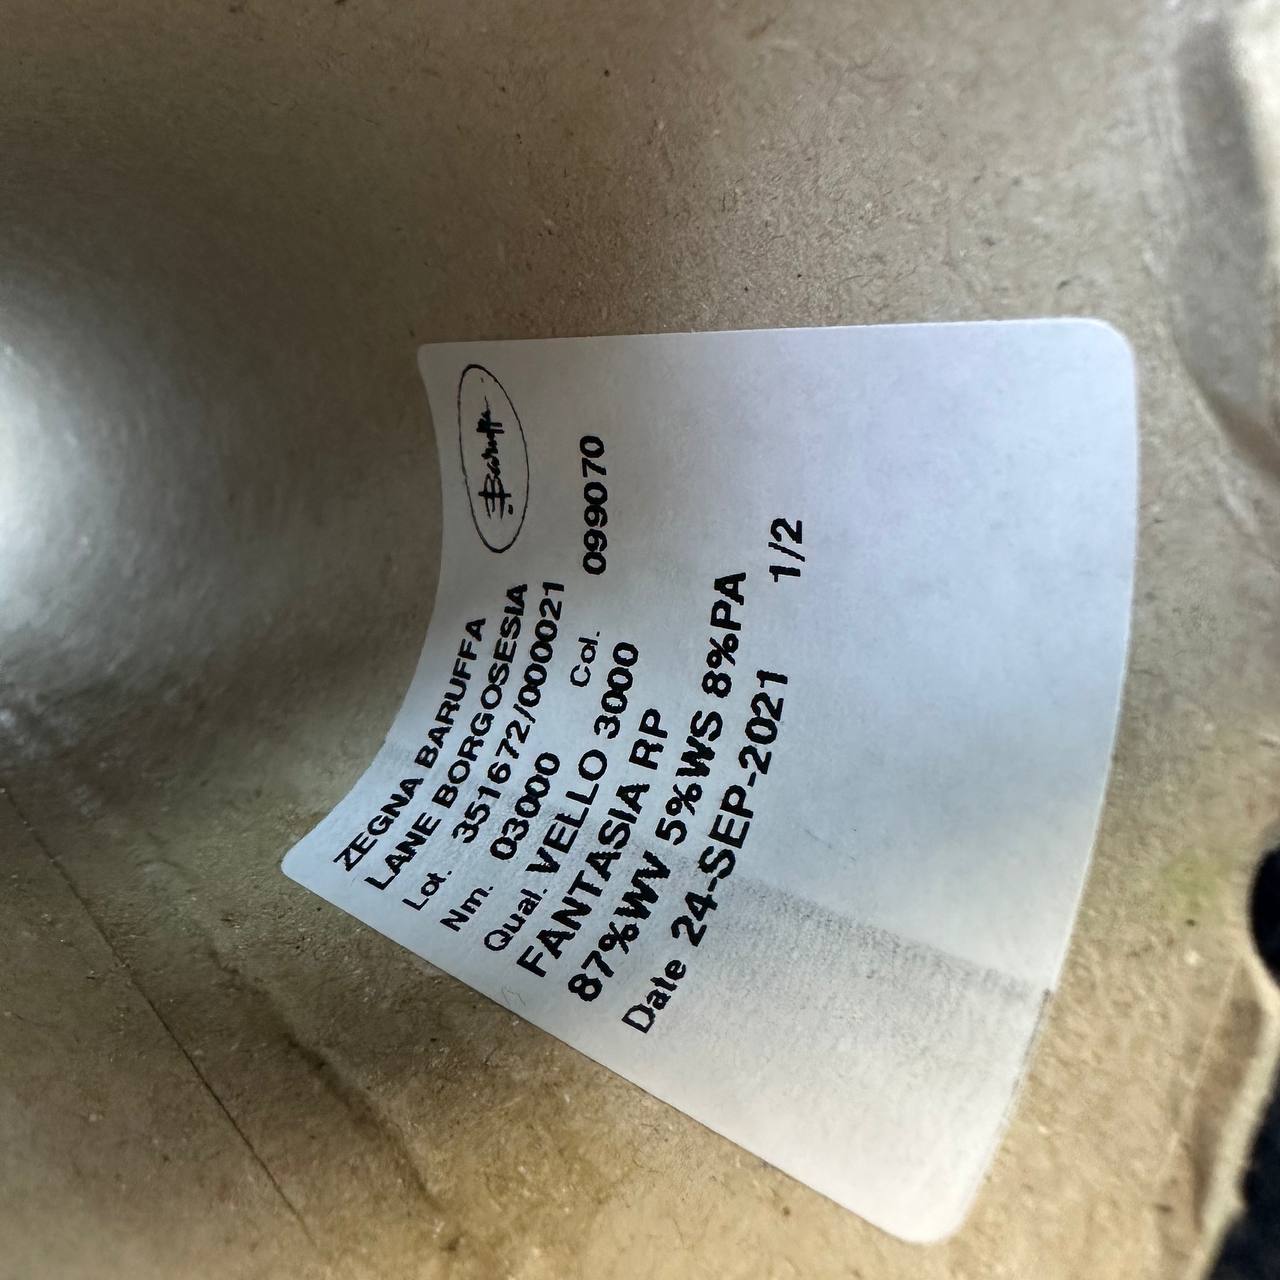 Baruffa
ZEGNA BARUFFA
LANE BORGOSESIA
Lot. 351672/000021
Nm. 03000 Col. 099070
Qual. VELLO 3000
FANTASIA RP
87%WV 5%WS 8%PA
Date 24-SEP-2021 1/2